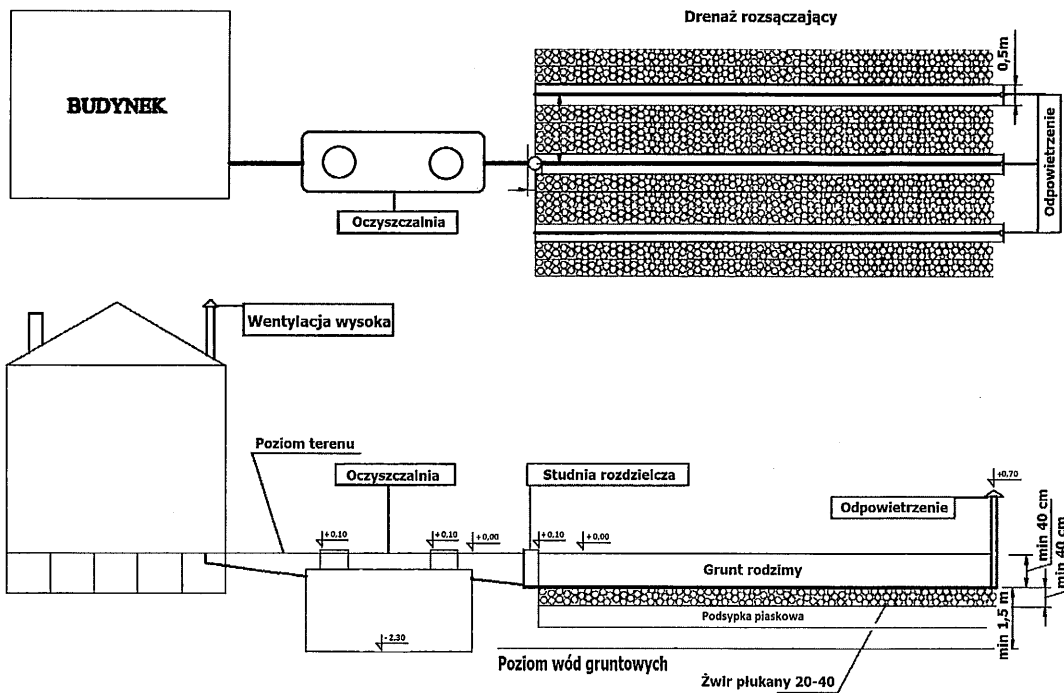 Drenaż rozsączający
0,5m
BUDYNEK
Odpowietrzenie
Oczyszczalnia
Wentylacja wysoka
Poziom terenu
Oczyszczalnia
Studnia rozdzielcza
+0,70
Odpowietrzenie
+0,10
+0,10
+0,00
+0,10
+0,00
min 40 cm
min 40 cm
Grunt rodzimy
Podsypka piaskowa
min 1,5 m
- 2.30
Poziom wód gruntowych
Żwir płukany 20-40